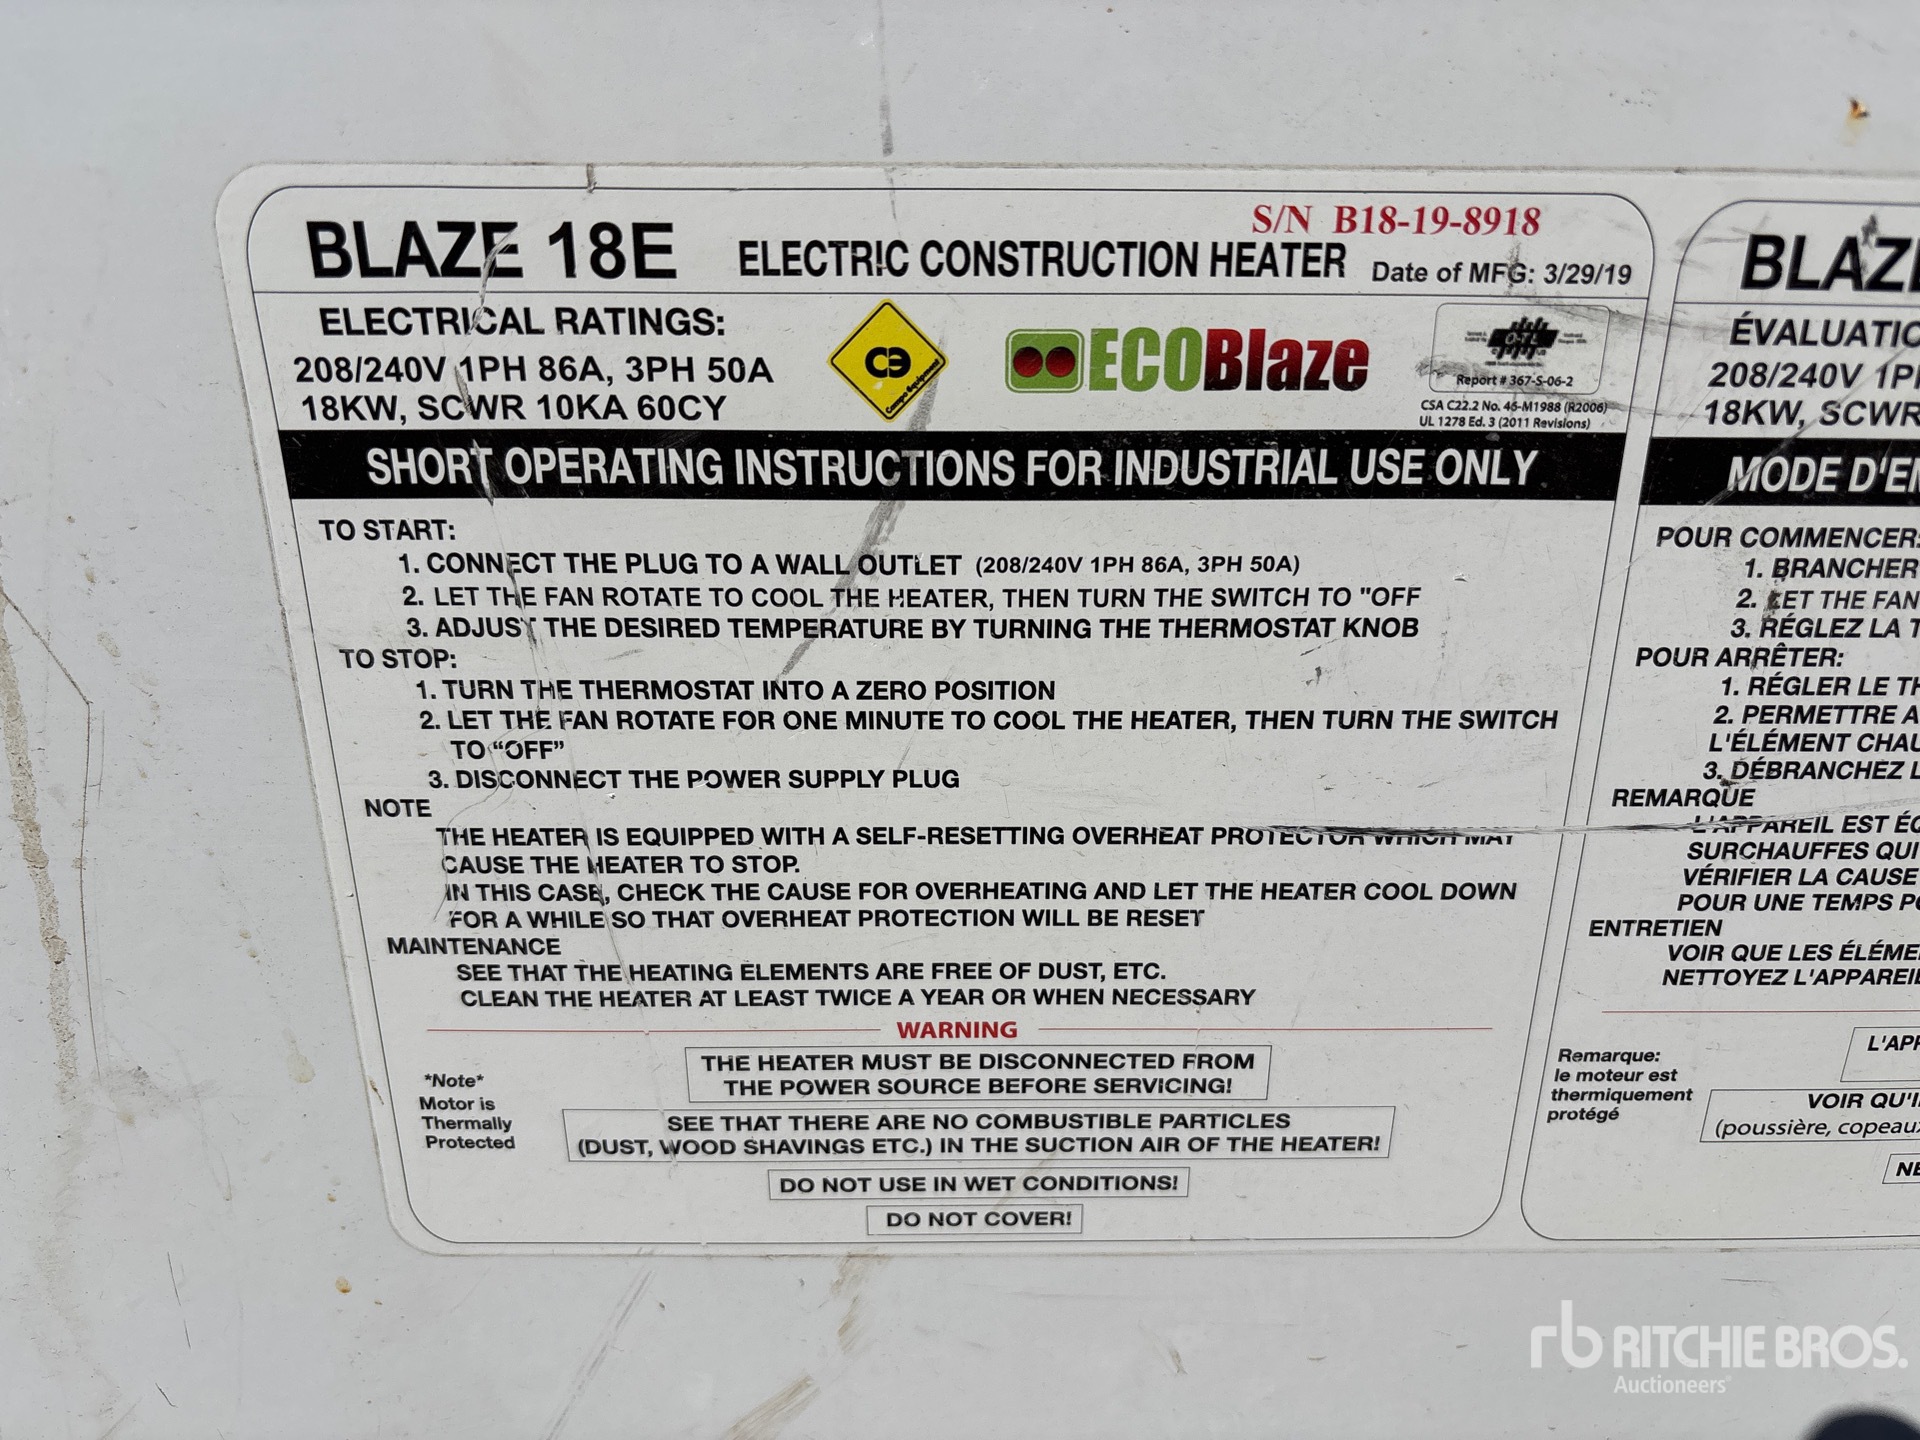 S/N B18-19-8918
BLAZE 18E ELECTRIC CONSTRUCTION HEATER Date of MFG: 3/29/19
ELECTRICAL RATINGS:
208/240V 1PH 86A, 3PH 50A
18KW, SCWR 10KA 60CY
CE
Campo Equipment
ECOBlaze
Report # 367-S-06-2
CSA C22.2 No. 46-M1988 (R2006)
UL 1278 Ed. 3 (2011 Revisions)
SHORT OPERATING INSTRUCTIONS FOR INDUSTRIAL USE ONLY
TO START:
1. CONNECT THE PLUG TO A WALL OUTLET (208/240V 1PH 86A, 3PH 50A)
2. LET THE FAN ROTATE TO COOL THE HEATER, THEN TURN THE SWITCH TO "OFF
3. ADJUST THE DESIRED TEMPERATURE BY TURNING THE THERMOSTAT KNOB
TO STOP:
1. TURN THE THERMOSTAT INTO A ZERO POSITION
2. LET THE FAN ROTATE FOR ONE MINUTE TO COOL THE HEATER, THEN TURN THE SWITCH
TO “OFF”
3. DISCONNECT THE POWER SUPPLY PLUG
NOTE
THE HEATER IS EQUIPPED WITH A SELF-RESETTING OVERHEAT PROTECTOR WHICH MAY
CAUSE THE HEATER TO STOP.
IN THIS CASE, CHECK THE CAUSE FOR OVERHEATING AND LET THE HEATER COOL DOWN
FOR A WHILE SO THAT OVERHEAT PROTECTION WILL BE RESET
MAINTENANCE
SEE THAT THE HEATING ELEMENTS ARE FREE OF DUST, ETC.
CLEAN THE HEATER AT LEAST TWICE A YEAR OR WHEN NECESSARY
WARNING
THE HEATER MUST BE DISCONNECTED FROM
THE POWER SOURCE BEFORE SERVICING!
*Note*
Motor is
Thermally
Protected
SEE THAT THERE ARE NO COMBUSTIBLE PARTICLES
(DUST, WOOD SHAVINGS ETC.) IN THE SUCTION AIR OF THE HEATER!
DO NOT USE IN WET CONDITIONS!
DO NOT COVER!
BLAZE
ÉVALUATIO
208/240V 1PH
18KW, SCWR
MODE D'EM
POUR COMMENCER:
1. BRANCHER
2. LET THE FAN
3. RÉGLEZ LA T
POUR ARRÊTER:
1. RÉGLER LE TH
2. PERMETTRE A
L'ÉLÉMENT CHAU
3. DÉBRANCHEZ L
REMARQUE
L'APPAREIL EST ÉQ
SURCHAUFFES QUI
VÉRIFIER LA CAUSE
POUR UNE TEMPS PO
ENTRETIEN
VOIR QUE LES ÉLÉME
NETTOYEZ L'APPAREIL
L'APP
Remarque:
le moteur est
thermiquement
protégé
VOIR QU'I
(poussière, copeaux
NE
rb RITCHIE BROS.
Auctioneers